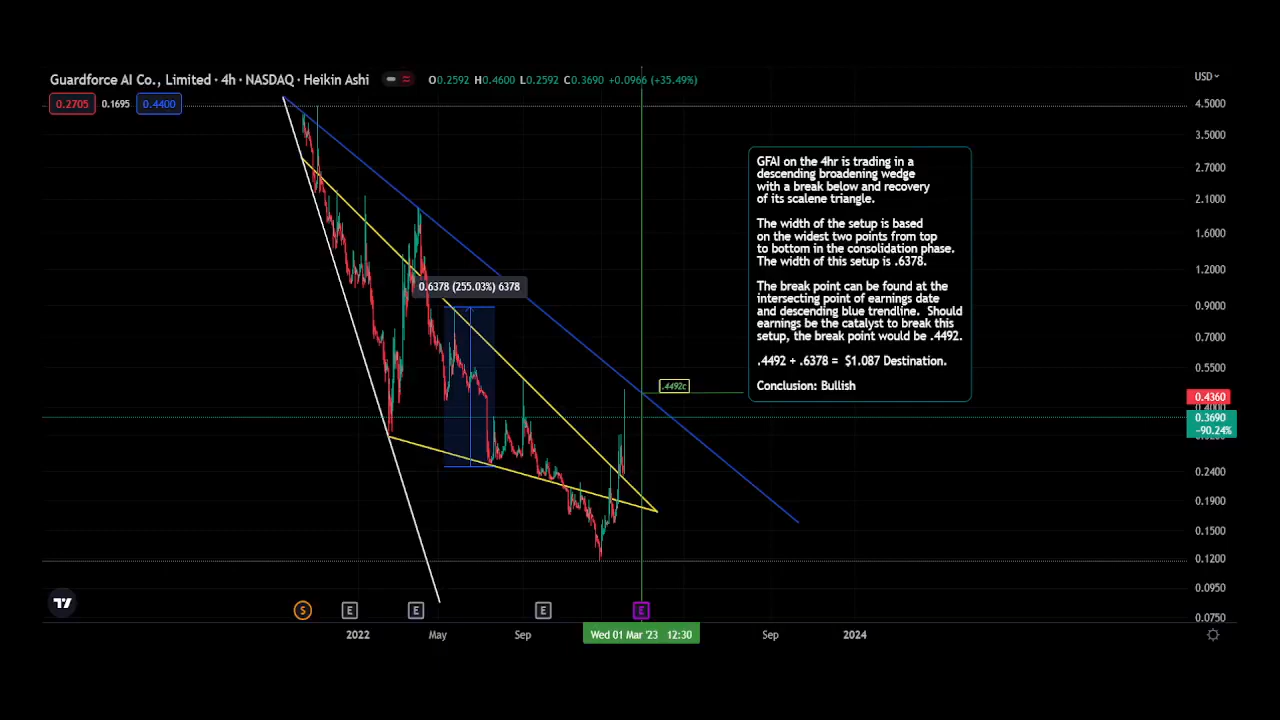 Guardforce AI Co., Limited · 4h · NASDAQ · Heikin Ashi O0.2592 H0.4600 L0.2592 C0.3690 +0.0966 (+35.49%)
USD
0.2705 0.1695 0.4400
4.5000
3.5000
2.7000
2.1000
1.6000
1.2000
0.9000
0.7000
0.5500
0.4360
0.4000
0.3690
−90.24%
0.2400
0.1900
0.1500
0.1200
0.0950
0.0750
GFAI on the 4hr is trading in a
descending broadening wedge
with a break below and recovery
of its scalene triangle.
The width of the setup is based
on the widest two points from top
to bottom in the consolidation phase.
The width of this setup is .6378.
The break point can be found at the
intersecting point of earnings date
and descending blue trendline. Should
earnings be the catalyst to break this
setup, the break point would be .4492.
.4492 + .6378 = $1.087 Destination.
Conclusion: Bullish
0.6378 (255.03%) 6378
.4492c
S E E E E
2022 May Sep Wed 01 Mar '23 12:30 Sep 2024